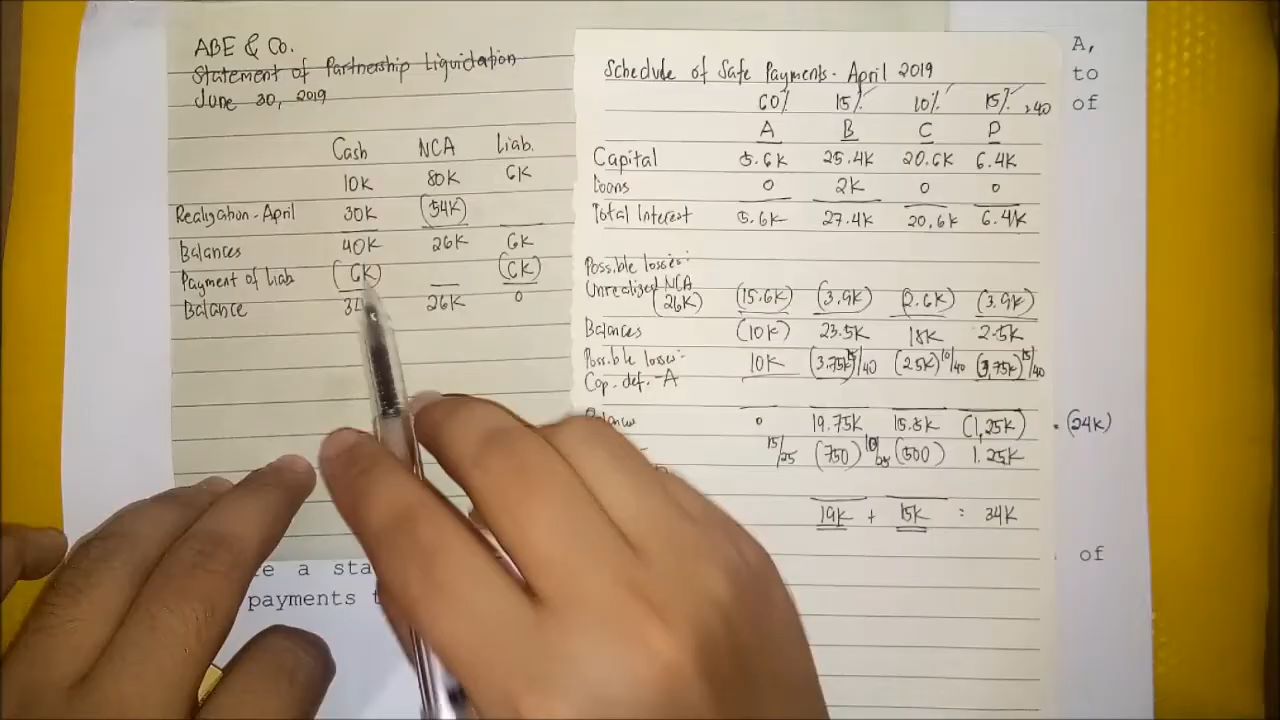 ABE & Co.
Statement of Partnership Liquidation
June 30, 2019
Cash NCA Liab.
10K 80K 6K
Realization - April 30K (54K)
Balances 40K 26K 6K
Payment of Liab (6K) — (6K)
Balance 26K 0
Schedule of Safe Payments - April 2019
60% 15% 10% 15% , 40
A B C D
Capital 5.6K 25.4K 20.6K 6.4K
Loans 0 2K 0 0
Total Interest 5.6K 27.4K 20.6K 6.4K
Possible losses:
Unrealized NCA
(26K) (15.6K) (3.9K) (2.6K) (3.9K)
Balances (10K) 23.5K 18K 2.5K
Possible losses:- 10K (3.75K) 15/40 (2.5K) 10/40 (3.75K) 15/40
Cap. def. - A
0 19.75K 15.5K (1,25K) . (24K)
15/25 (750) 10/25 (500) 1.25K
19K + 15K : 34K
A,
to
of
of
e a sta
payments t